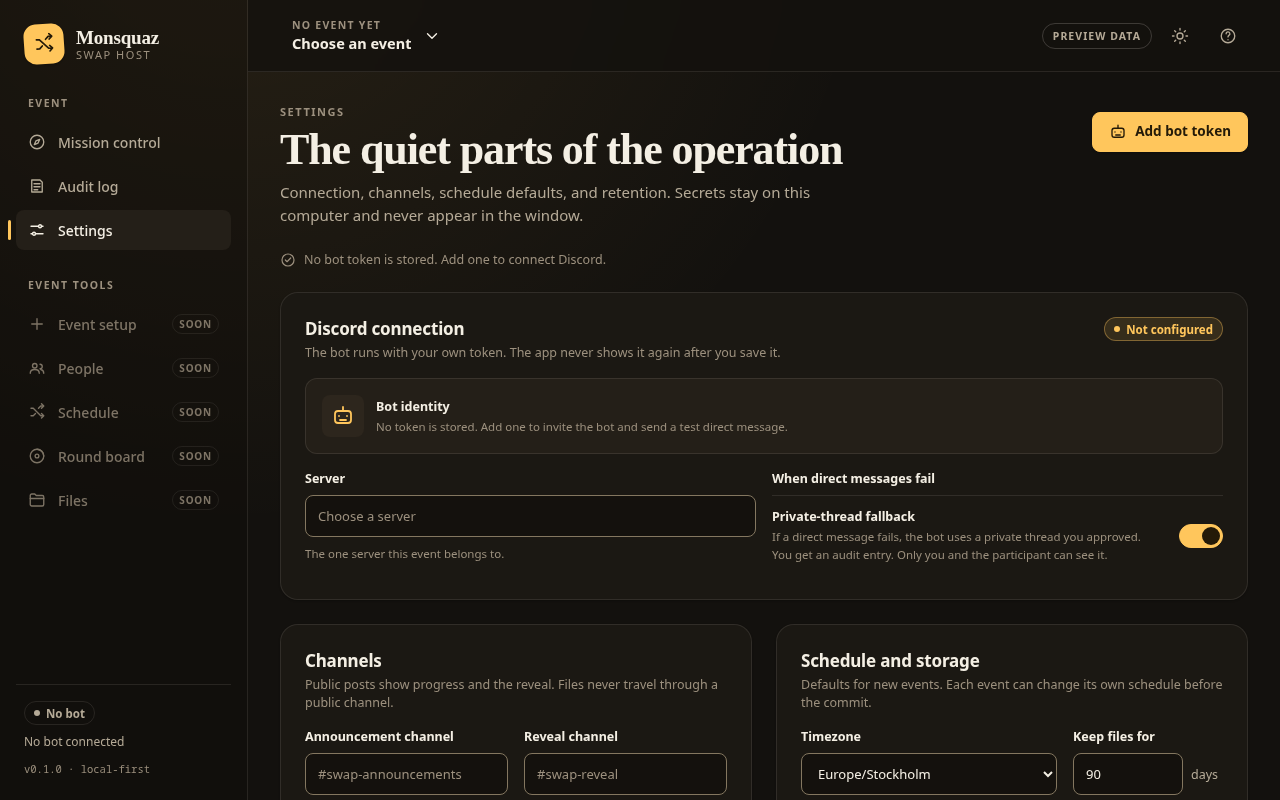 Monsquaz
SWAP HOST
EVENT
Mission control
Audit log
Settings
EVENT TOOLS
Event setup SOON
People SOON
Schedule SOON
Round board SOON
Files SOON
No bot
No bot connected
v0.1.0 · local-first
NO EVENT YET
Choose an event
PREVIEW DATA
SETTINGS
The quiet parts of the operation
Connection, channels, schedule defaults, and retention. Secrets stay on this
computer and never appear in the window.
Add bot token
No bot token is stored. Add one to connect Discord.
Discord connection
The bot runs with your own token. The app never shows it again after you save it.
Not configured
Bot identity
No token is stored. Add one to invite the bot and send a test direct message.
Server
Choose a server
The one server this event belongs to.
When direct messages fail
Private-thread fallback
If a direct message fails, the bot uses a private thread you approved.
You get an audit entry. Only you and the participant can see it.
Channels
Public posts show progress and the reveal. Files never travel through a
public channel.
Announcement channel
#swap-announcements
Reveal channel
#swap-reveal
Schedule and storage
Defaults for new events. Each event can change its own schedule before
the commit.
Timezone
Europe/Stockholm
Keep files for
90 days